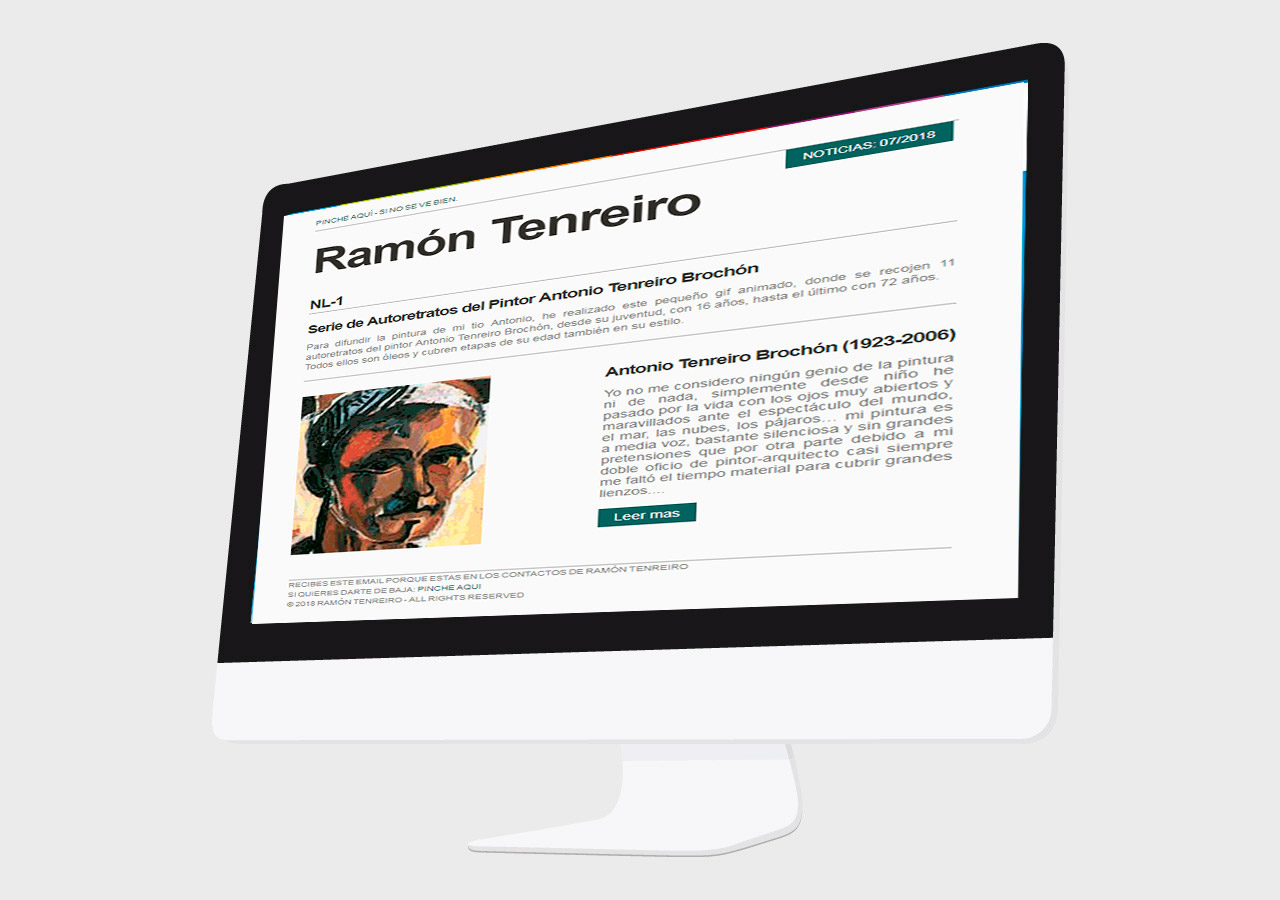 PINCHE AQUÍ - SI NO SE VE BIEN.
NOTICIAS: 07/2018
Ramón Tenreiro
NL-1
Serie de Autoretratos del Pintor Antonio Tenreiro Brochón
Para difundir la pintura de mi tio Antonio, he realizado este pequeño gif animado, donde se recojen 11
autoretratos del pintor Antonio Tenreiro Brochón, desde su juventud, con 16 años, hasta el último con 72 años.
Todos ellos son óleos y cubren etapas de su edad también en su estilo.
Antonio Tenreiro Brochón (1923-2006)
Yo no me considero ningún genio de la pintura
ni de nada, simplemente desde niño he
pasado por la vida con los ojos muy abiertos y
maravillados ante el espectáculo del mundo,
el mar, las nubes, los pájaros… mi pintura es
a media voz, bastante silenciosa y sin grandes
pretensiones que por otra parte debido a mi
doble oficio de pintor-arquitecto casi siempre
me faltó el tiempo material para cubrir grandes
lienzos....
Leer mas
RECIBES ESTE EMAIL PORQUE ESTAS EN LOS CONTACTOS DE RAMÓN TENREIRO
SI QUIERES DARTE DE BAJA: PINCHE AQUI
© 2018 RAMÓN TENREIRO - ALL RIGHTS RESERVED